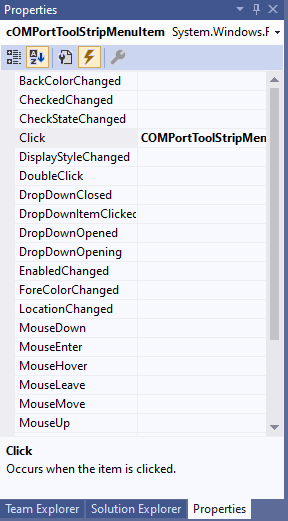 Properties
cOMPortToolStripMenuItem System.Windows.F
BackColorChanged
CheckedChanged
CheckStateChanged
Click COMPortToolStripMen
DisplayStyleChanged
DoubleClick
DropDownClosed
DropDownItemClicked
DropDownOpened
DropDownOpening
EnabledChanged
ForeColorChanged
LocationChanged
MouseDown
MouseEnter
MouseHover
MouseLeave
MouseMove
MouseUp
Click
Occurs when the item is clicked.
Team Explorer Solution Explorer Properties